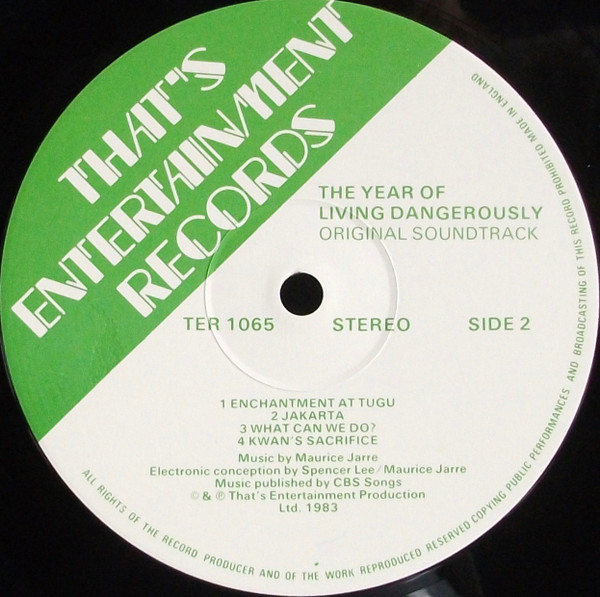 THAT'S
ENTERTAINMENT
RECORDS
THE YEAR OF
LIVING DANGEROUSLY
ORIGINAL SOUNDTRACK
TER 1065 STEREO SIDE 2
1 ENCHANTMENT AT TUGU
2 JAKARTA
3 WHAT CAN WE DO?
4 KWAN'S SACRIFICE
Music by Maurice Jarre
Electronic conception by Spencer Lee/Maurice Jarre
Music published by CBS Songs
© & ℗ That's Entertainment Production
Ltd. 1983
ALL RIGHTS OF THE RECORD PRODUCER AND OF THE WORK REPRODUCED RESERVED COPYING PUBLIC PERFORMANCES AND BROADCASTING OF THIS RECORD PROHIBITED MADE IN ENGLAND